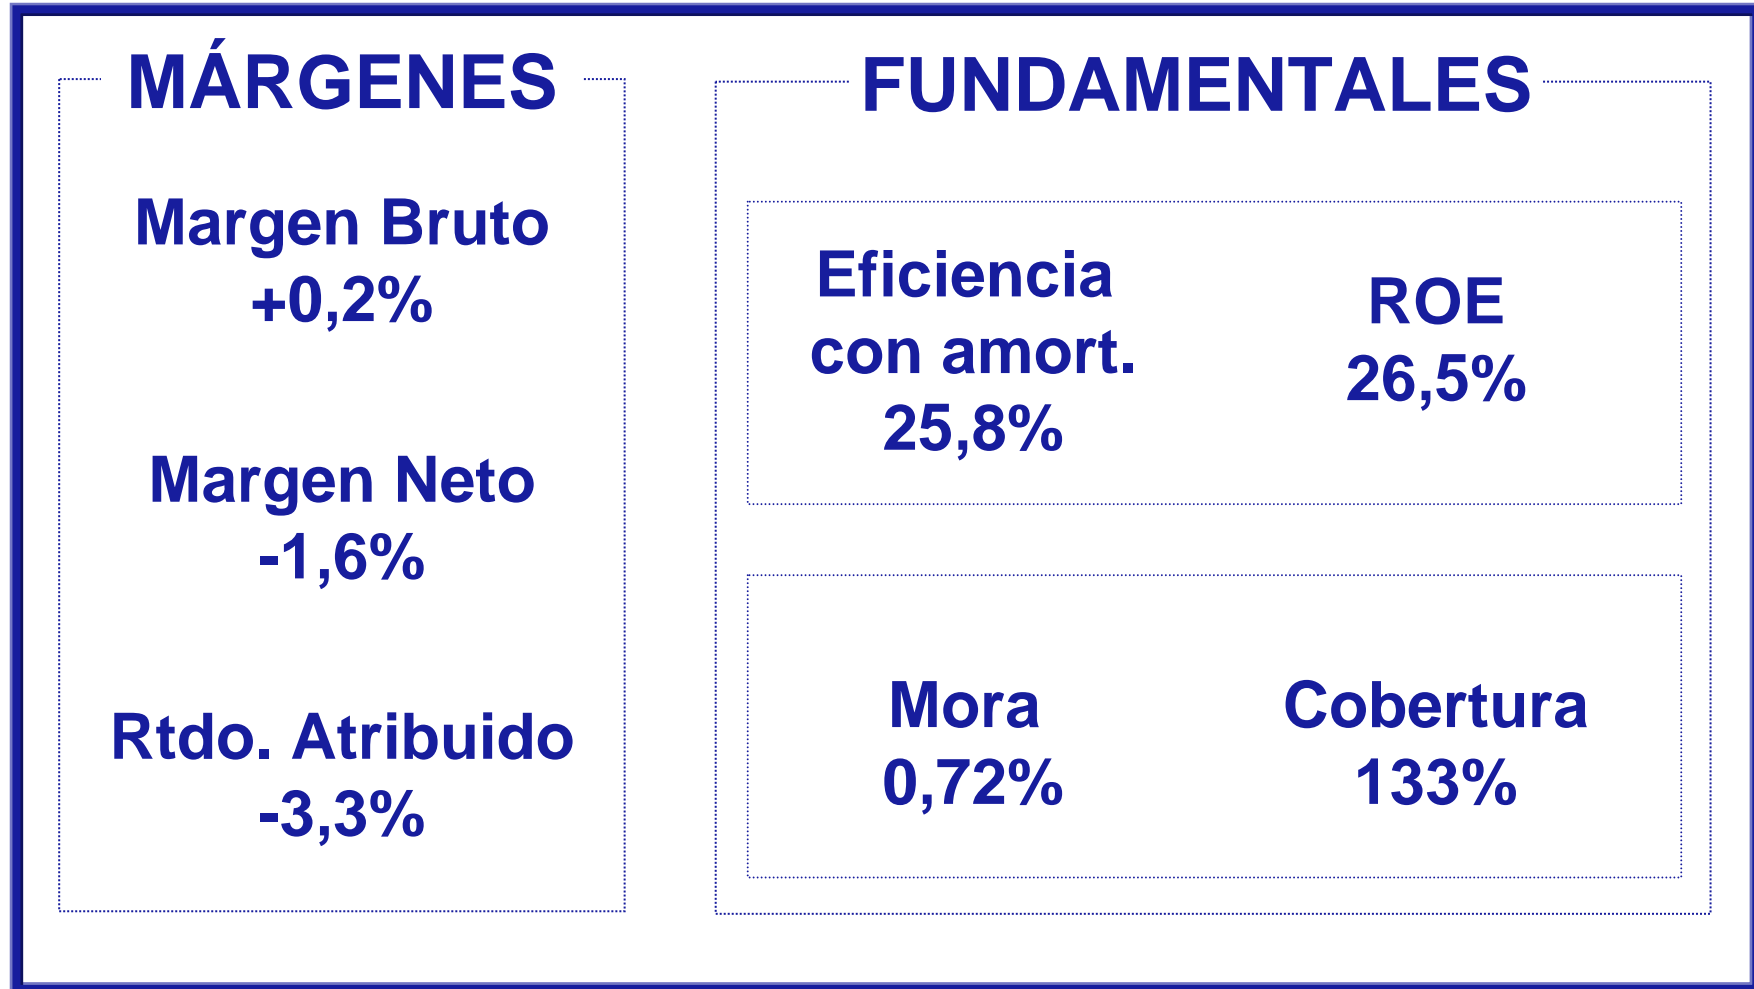 MÁRGENES
Margen Bruto
+0,2%
Margen Neto
-1,6%
Rtdo. Atribuido
-3,3%
FUNDAMENTALES
Eficiencia
con amort.
25,8%
ROE
26,5%
Mora
0,72%
Cobertura
133%